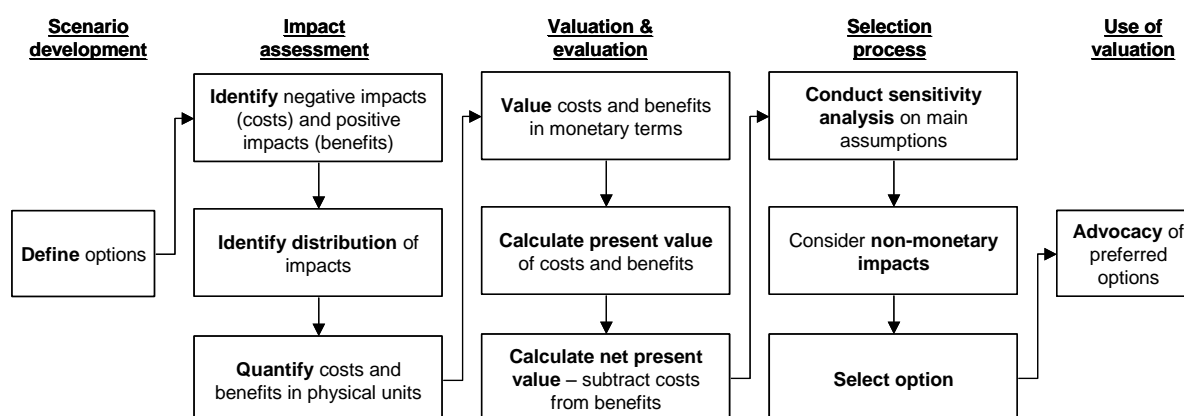 Scenario
development
Impact
assessment
Valuation &
evaluation
Selection
process
Use of
valuation
Define options
Identify negative impacts
(costs) and positive
impacts (benefits)
Identify distribution of
impacts
Quantify costs and
benefits in physical units
Value costs and benefits
in monetary terms
Calculate present value
of costs and benefits
Calculate net present
value – subtract costs
from benefits
Conduct sensitivity
analysis on main
assumptions
Consider non-monetary
impacts
Select option
Advocacy of
preferred
options